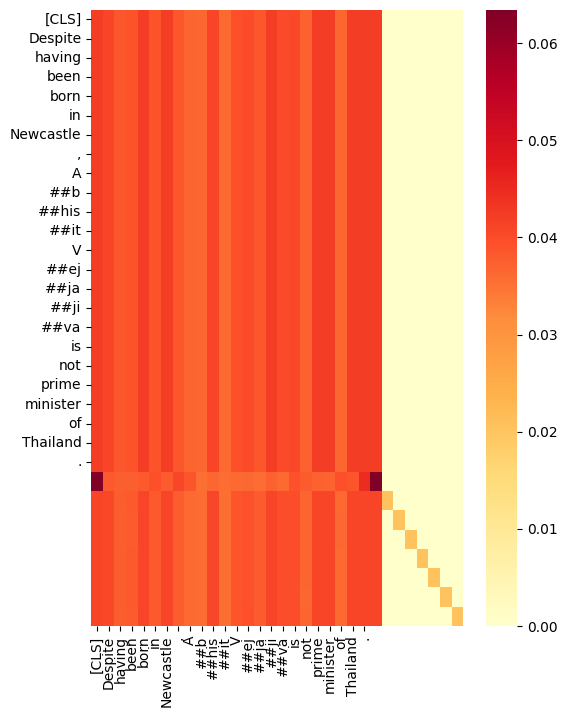 [CLS]
Despite
having
been
born
in
Newcastle
,
A
##b
##his
##it
V
##ej
##ja
##ji
##va
is
not
prime
minister
of
Thailand
.
0.06
0.05
0.04
0.03
0.02
0.01
0.00
[CLS]
Despite
having
been
born
in
Newcastle
,
A
##b
##his
##it
V
##ej
##ja
##ji
##va
is
not
prime
minister
of
Thailand
.